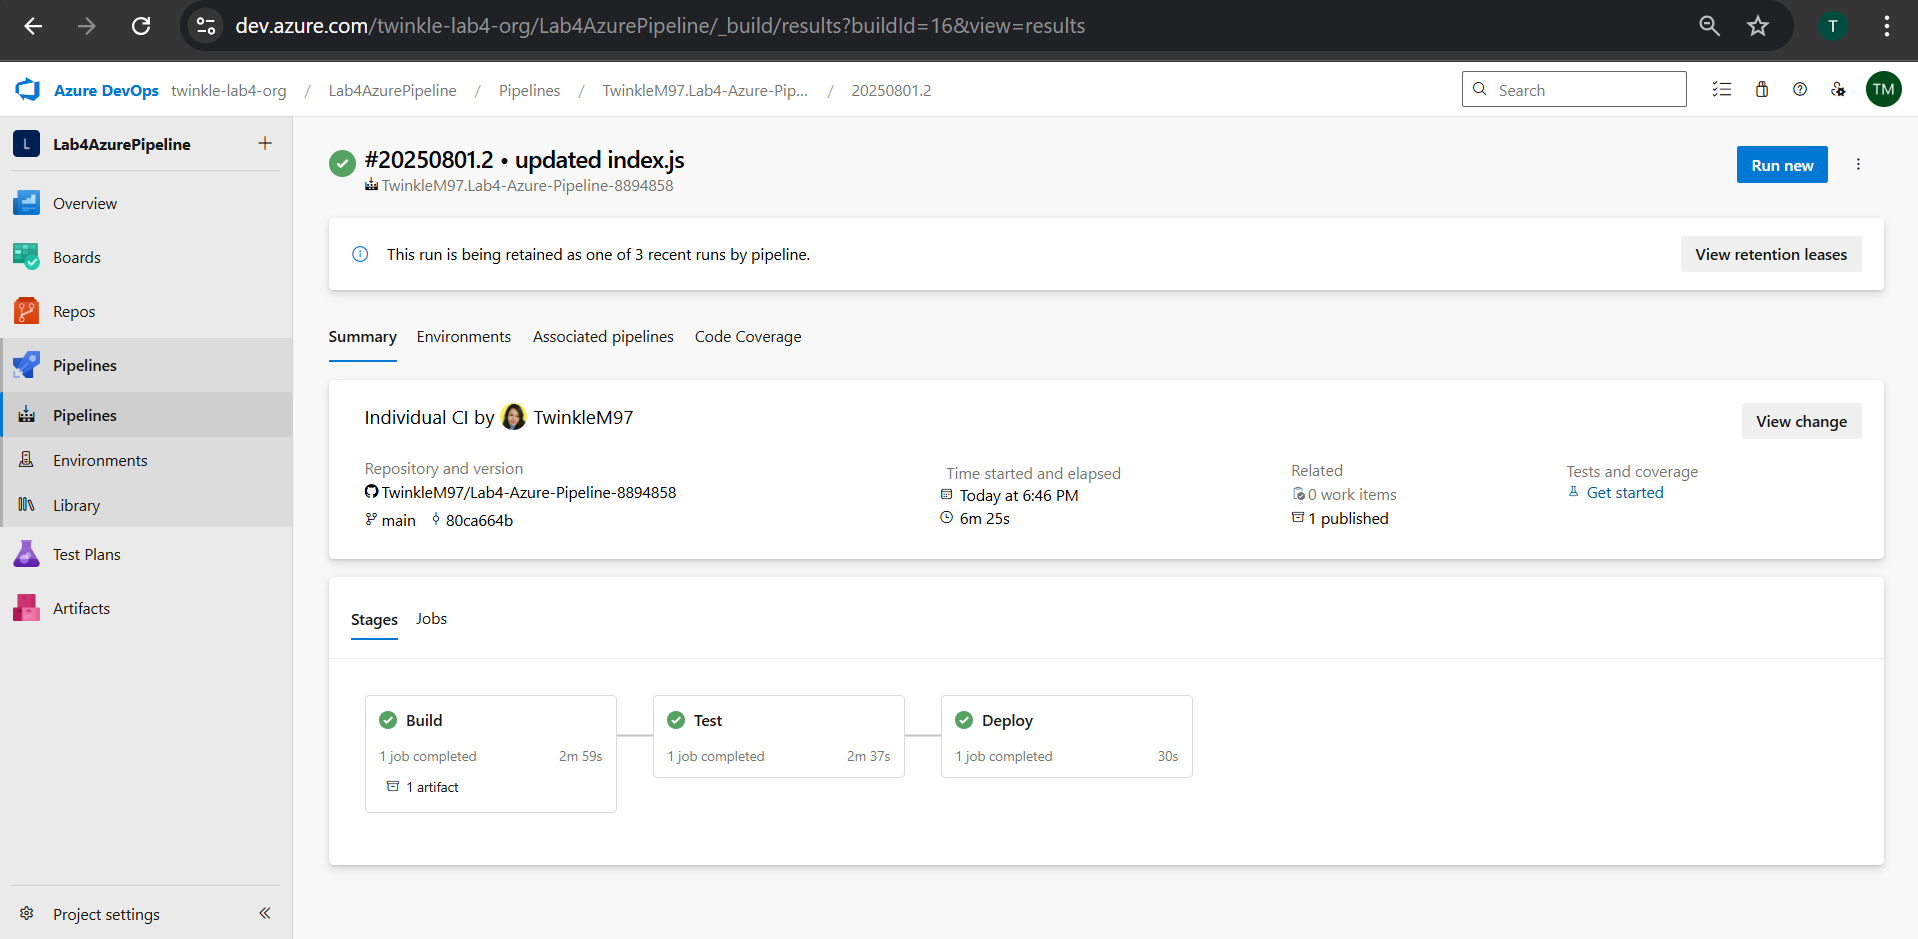 dev.azure.com/twinkle-lab4-org/Lab4AzurePipeline/_build/results?buildId=16&view=results
T
Azure DevOps twinkle-lab4-org / Lab4AzurePipeline / Pipelines / TwinkleM97.Lab4-Azure-Pip... / 20250801.2
Search
TM
L Lab4AzurePipeline
Overview
Boards
Repos
Pipelines
Pipelines
Environments
Library
Test Plans
Artifacts
Project settings
#20250801.2 • updated index.js
TwinkleM97.Lab4-Azure-Pipeline-8894858
Run new
This run is being retained as one of 3 recent runs by pipeline.
View retention leases
Summary Environments Associated pipelines Code Coverage
Individual CI by TwinkleM97
View change
Repository and version
TwinkleM97/Lab4-Azure-Pipeline-8894858
main 80ca664b
Time started and elapsed
Today at 6:46 PM
6m 25s
Related
0 work items
1 published
Tests and coverage
Get started
Stages Jobs
Build
1 job completed 2m 59s
1 artifact
Test
1 job completed 2m 37s
Deploy
1 job completed 30s